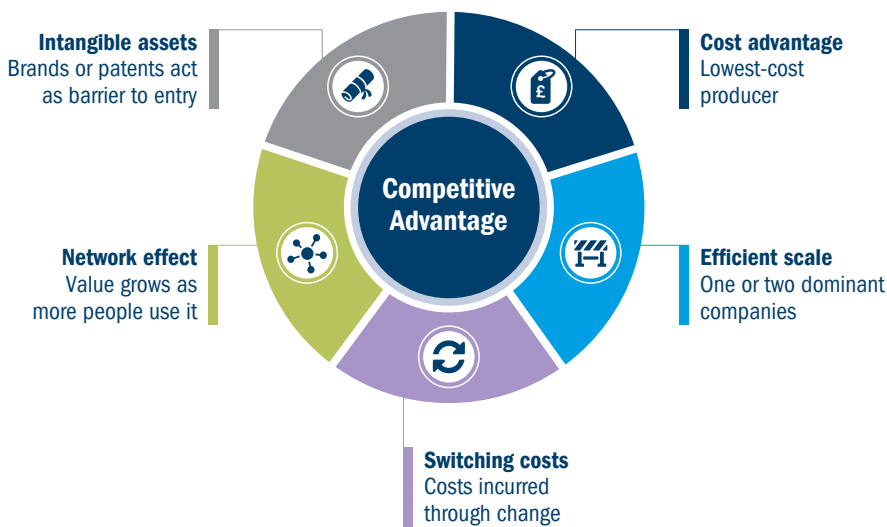 Intangible assets
Brands or patents act
as barrier to entry
Cost advantage
Lowest-cost
producer
£
Competitive
Advantage
Network effect
Value grows as
more people use it
Efficient scale
One or two dominant
companies
Switching costs
Costs incurred
through change